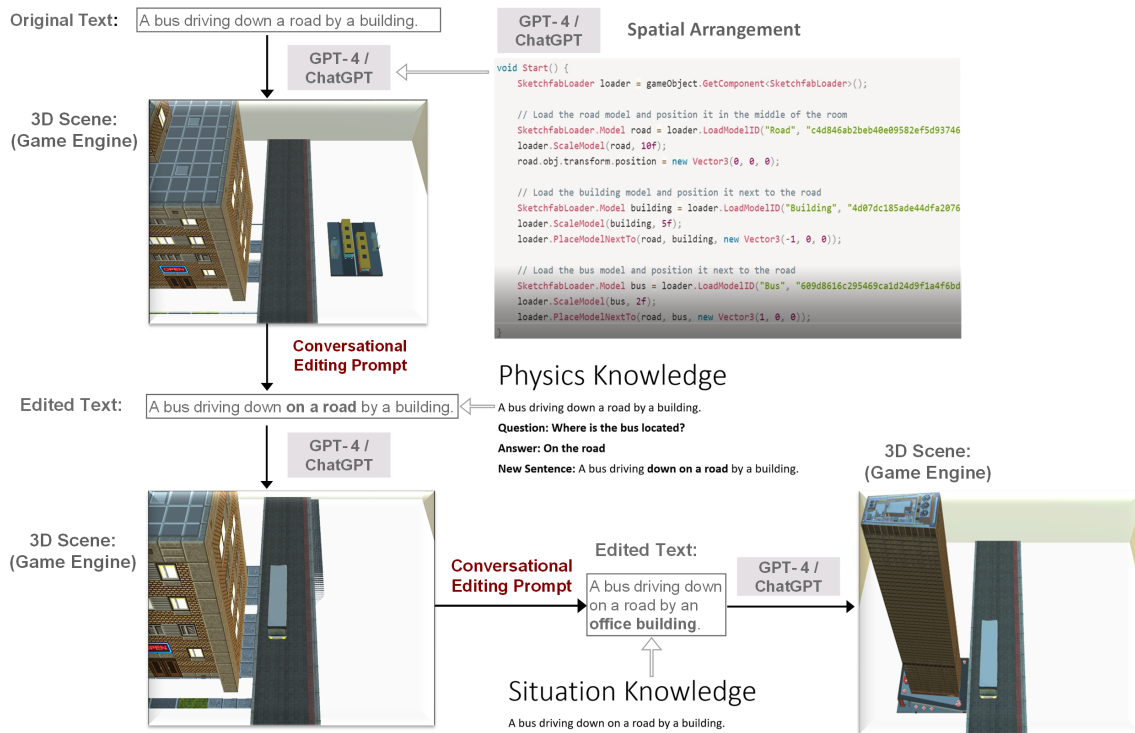 Original Text:
A bus driving down a road by a building.
GPT- 4 /
ChatGPT
GPT- 4 /
ChatGPT
Spatial Arrangement
void Start() {
SketchfabLoader loader = gameObject.GetComponent<SketchfabLoader>();
// Load the road model and position it in the middle of the room
SketchfabLoader.Model road = loader.LoadModelID("Road", "c4d846ab2beb40e09582ef5d93746
loader.ScaleModel(road, 10f);
road.obj.transform.position = new Vector3(0, 0, 0);
// Load the building model and position it next to the road
SketchfabLoader.Model building = loader.LoadModelID("Building", "4d07dc185ade44dfa2076
loader.ScaleModel(building, 5f);
loader.PlaceModelNextTo(road, building, new Vector3(-1, 0, 0));
// Load the bus model and position it next to the road
SketchfabLoader.Model bus = loader.LoadModelID("Bus", "609d8616c295469ca1d24d9f1a4f6bd
loader.ScaleModel(bus, 2f);
loader.PlaceModelNextTo(road, bus, new Vector3(1, 0, 0));
}
3D Scene:
(Game Engine)
OPEN
Conversational
Editing Prompt
Edited Text:
A bus driving down on a road by a building.
Physics Knowledge
A bus driving down a road by a building.
Question: Where is the bus located?
Answer: On the road
New Sentence: A bus driving down on a road by a building.
GPT- 4 /
ChatGPT
3D Scene:
(Game Engine)
OPEN
Conversational
Editing Prompt
Edited Text:
A bus driving down
on a road by an
office building.
GPT- 4 /
ChatGPT
3D Scene:
(Game Engine)
Situation Knowledge
A bus driving down on a road by a building.